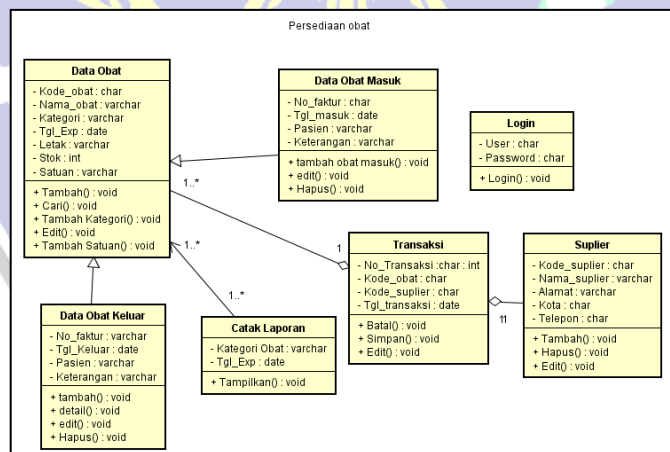 Persediaan obat
Data Obat
- Kode_obat : char
- Nama_obat : varchar
- Kategori : varchar
- Tgl_Exp : date
- Letak : varchar
- Stok : int
- Satuan : varchar
+ Tambah() : void
+ Cari() : void
+ Tambah Kategori() : void
+ Edit() : void
+ Tambah Satuan() : void
Data Obat Masuk
- No_faktur : char
- Tgl_masuk : date
- Pasien : varchar
- Keterangan : varchar
+ tambah obat masuk() : void
+ edit() : void
+ Hapus() : void
Login
- User : char
- Password : char
+ Login() : void
1..*
1..*
1
1..*
Transaksi
- No_Transaksi :char : int
- Kode_obat : char
- Kode_suplier : char
- Tgl_transaksi : date
+ Batal() : void
+ Simpan() : void
+ Edit() : void
11
Suplier
- Kode_suplier : char
- Nama_suplier : varchar
- Alamat : varchar
- Kota : char
- Telepon : char
+ Tambah() : void
+ Hapus() : void
+ Edit() : void
Data Obat Keluar
- No_faktur : varchar
- Tgl_Keluar : date
- Pasien : varchar
- Keterangan : varchar
+ tambah() : void
+ detail() : void
+ edit() : void
+ Hapus() : void
Catak Laporan
- Kategori Obat : varchar
- Tgl_Exp : date
+ Tampilkan() : void